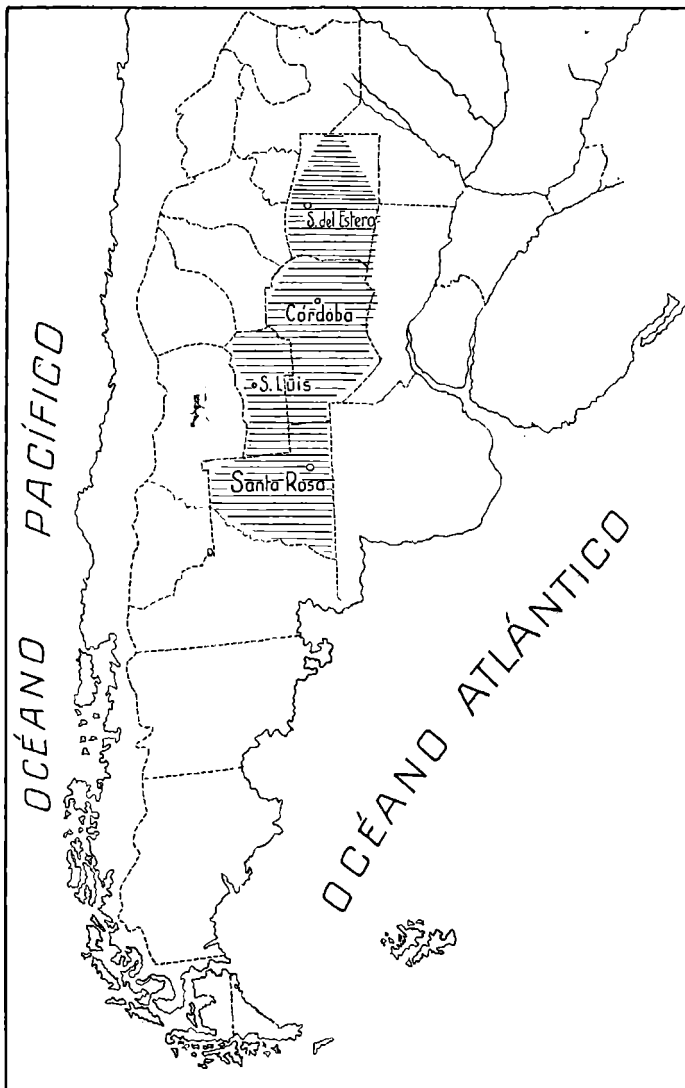 S. del Estero
Córdoba
S. Luis
Santa Rosa
OCÉANO PACÍFICO
OCÉANO ATLÁNTICO